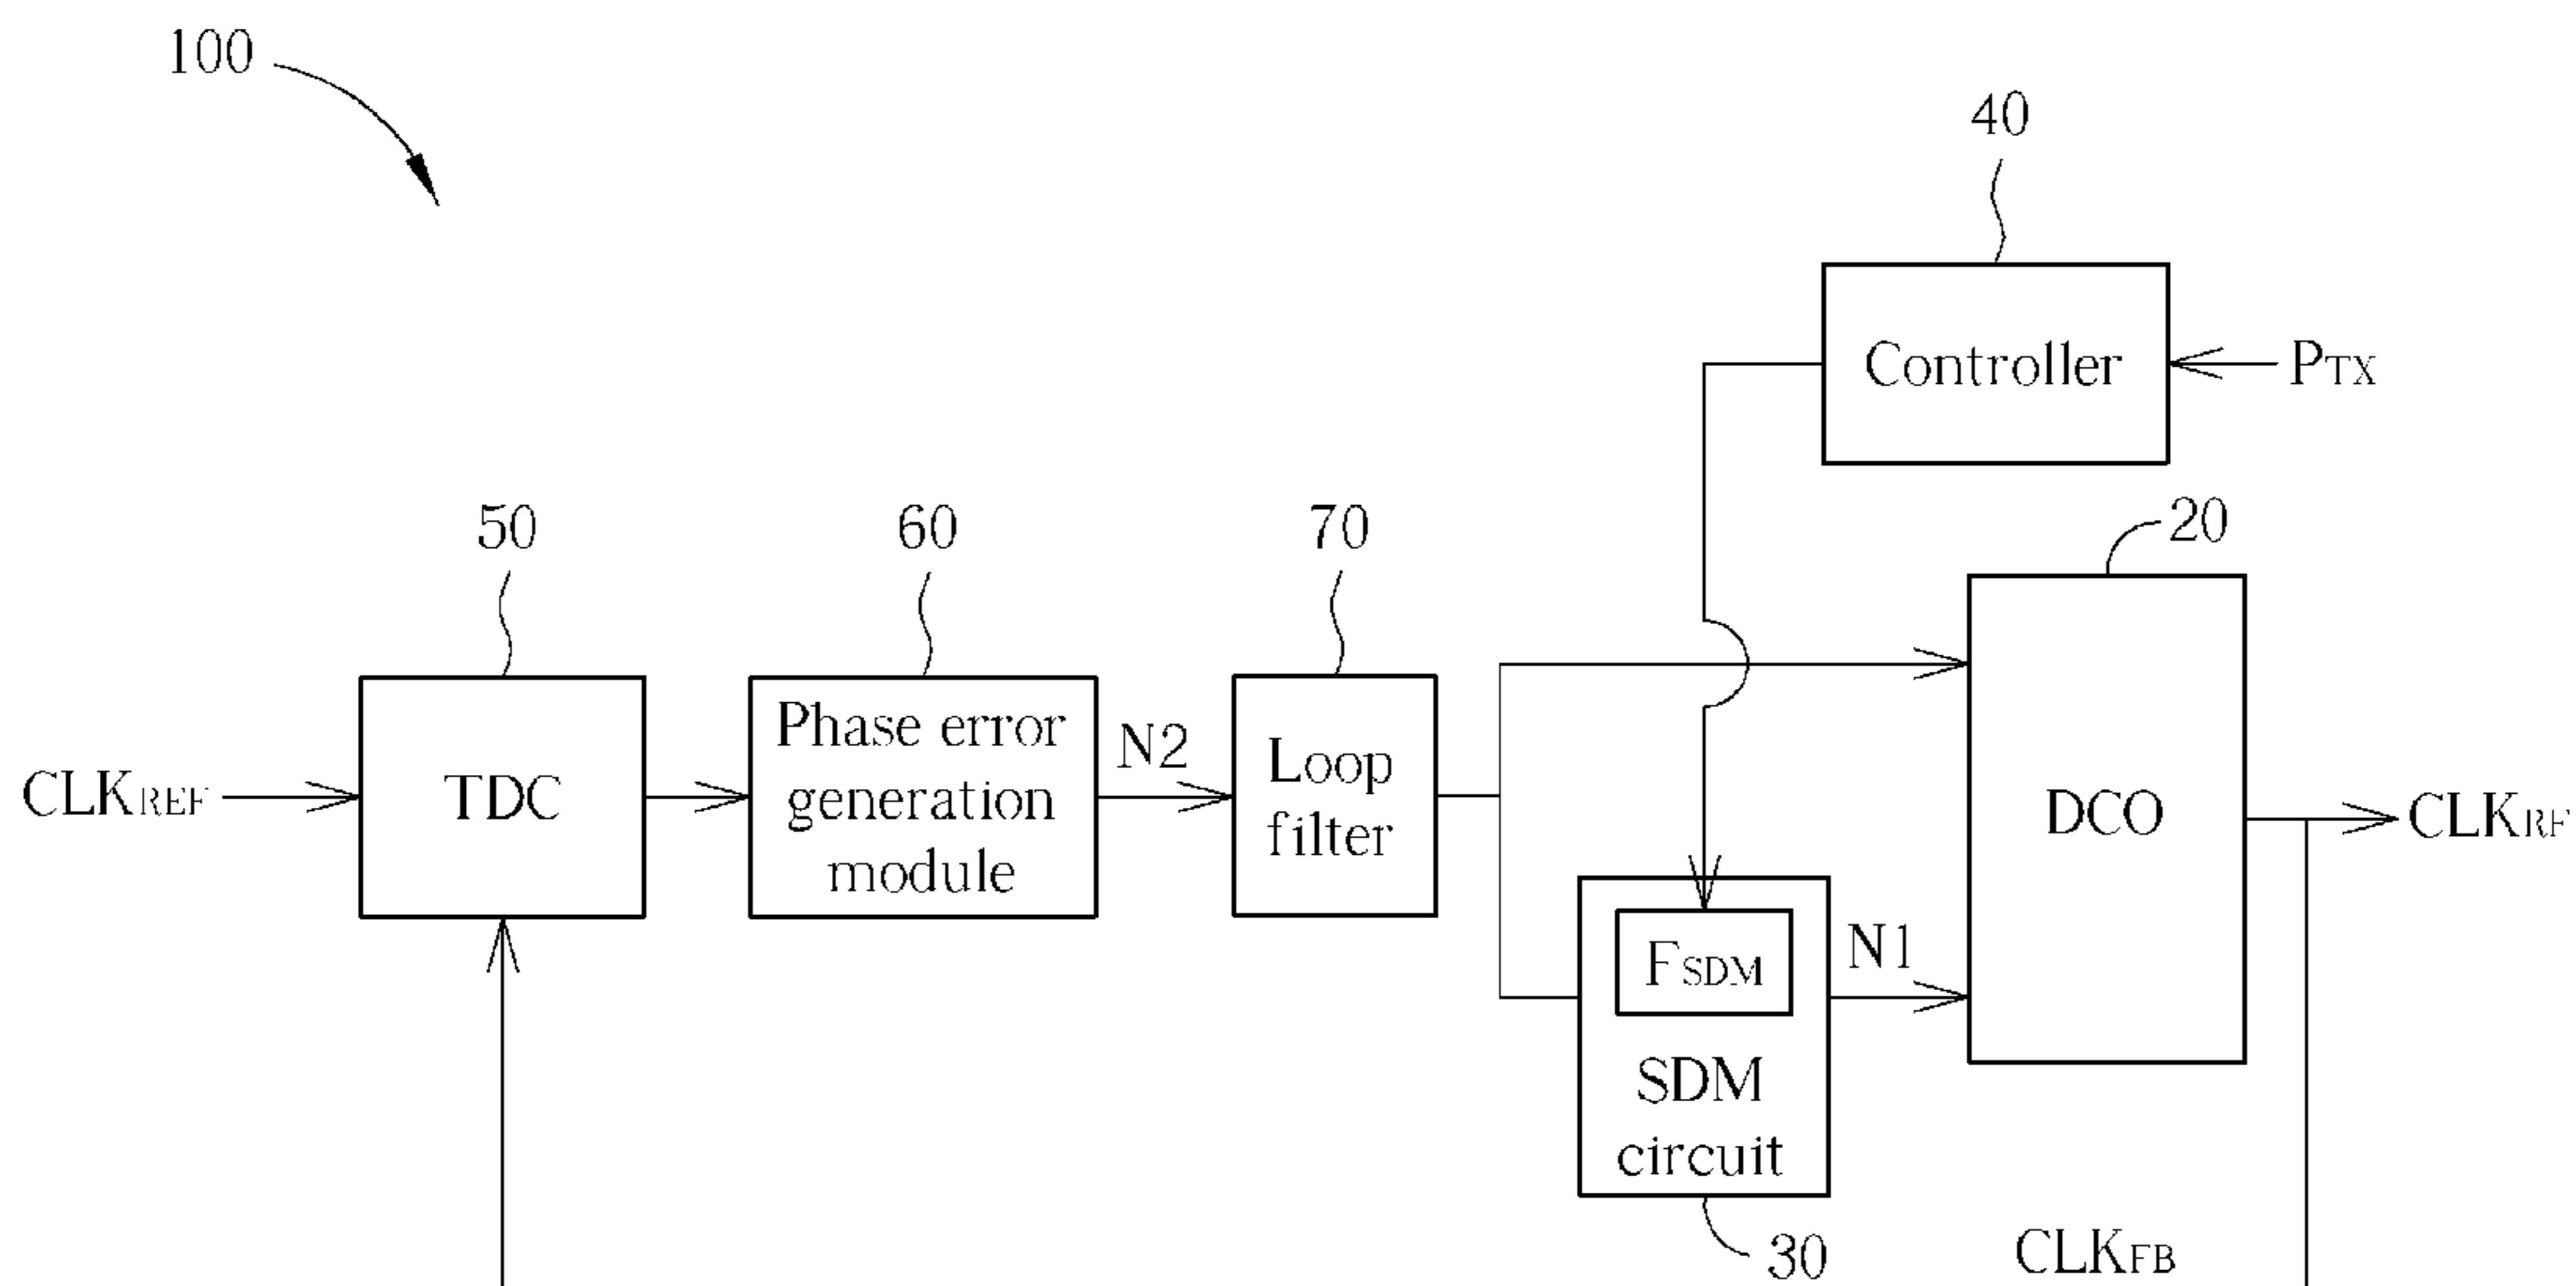 100
40
Controller
PTX
50
60
70
20
CLKREF
TDC
Phase error
generation
module
N2
Loop
filter
DCO
CLKRF
FSDM
N1
SDM
circuit
30
CLKFB